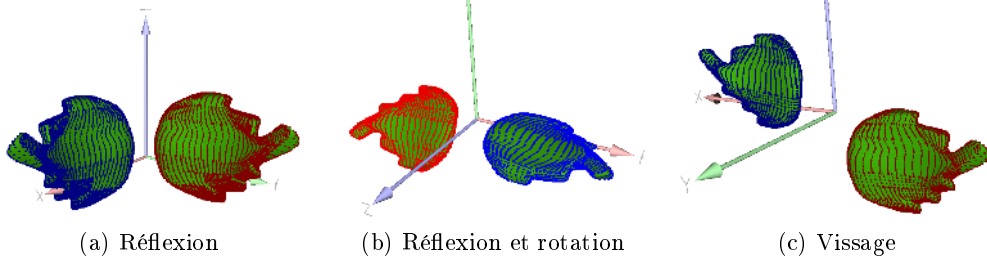 X
Z
X
Y
(a) Réflexion
(b) Réflexion et rotation
(c) Vissage